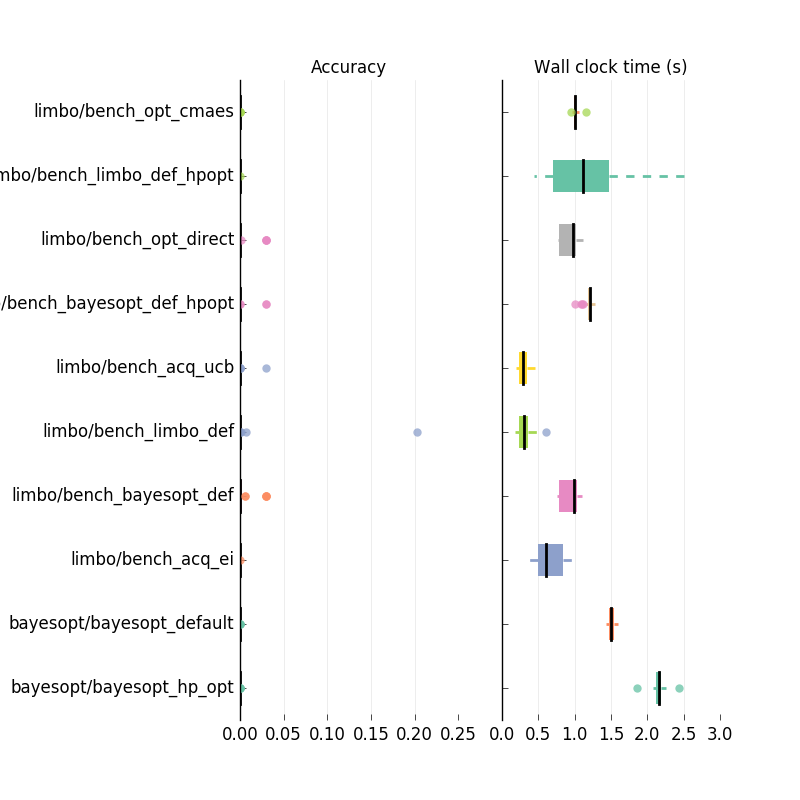 Accuracy Wall clock time (s)
limbo/bench_opt_cmaes
mbo/bench_limbo_def_hpopt
limbo/bench_opt_direct
/bench_bayesopt_def_hpopt
limbo/bench_acq_ucb
limbo/bench_limbo_def
limbo/bench_bayesopt_def
limbo/bench_acq_ei
bayesopt/bayesopt_default
bayesopt/bayesopt_hp_opt
0.00 0.05 0.10 0.15 0.20 0.25 0.0 0.5 1.0 1.5 2.0 2.5 3.0